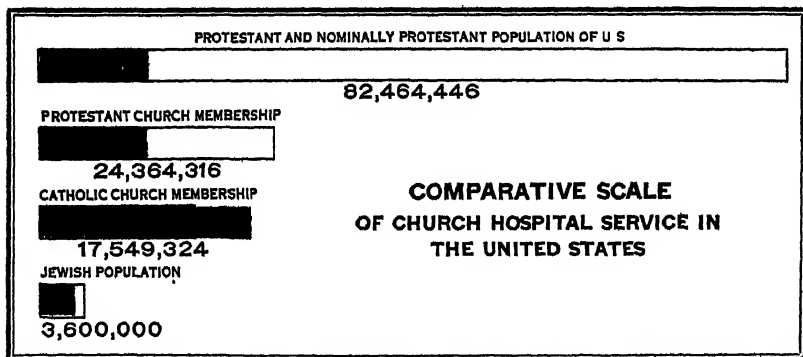 PROTESTANT AND NOMINALLY PROTESTANT POPULATION OF U S
82,464,446
PROTESTANT CHURCH MEMBERSHIP
24,364,316
CATHOLIC CHURCH MEMBERSHIP
17,549,324
JEWISH POPULATION
3,600,000
COMPARATIVE SCALE
OF CHURCH HOSPITAL SERVICE IN
THE UNITED STATES